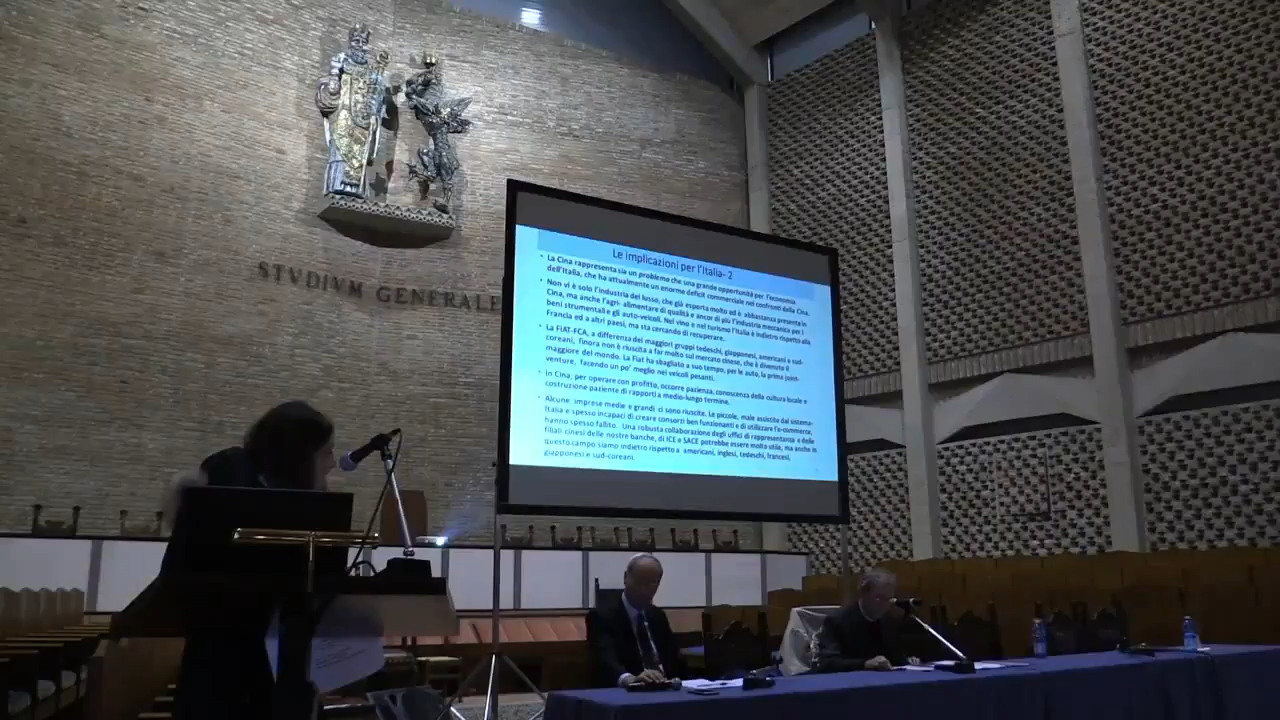 STVDIVM GENERALE
Le implicazioni per l'Italia- 2
• La Cina rappresenta sia un problema che una grande opportunità per l'economia
dell'Italia, che ha attualmente un enorme deficit commerciale nei confronti della Cina.
• Non vi è solo l'industria del lusso, che già esporta molto ed è abbastanza presente in
Cina, ma anche l'agri- alimentare di qualità e ancor di più l'industria meccanica per i
beni strumentali e gli auto-veicoli. Nel vino e nel turismo l'Italia è indietro rispetto alla
Francia ed a altri paesi, ma sta cercando di recuperare.
• La FIAT-FCA, a differenza dei maggiori gruppi tedeschi, giapponesi, americani e sud-
coreani, finora non è riuscita a far molto sul mercato cinese, che è divenuto il
maggiore del mondo. La Fiat ha sbagliato a suo tempo, per le auto, la prima joint-
venture, facendo un po' meglio nei veicoli pesanti.
• In Cina, per operare con profitto, occorre pazienza, conoscenza della cultura locale e
costruzione paziente di rapporti a medio-lungo termine.
• Alcune imprese medie e grandi ci sono riuscite. Le piccole, male assistite dal sistema-
Italia e spesso incapaci di creare consorzi ben funzionanti e di utilizzare l'e-commerce,
hanno spesso fallito. Una robusta collaborazione degli uffici di rappresentanza e delle
filiali cinesi delle nostre banche, di ICE e SACE potrebbe essere molto utile, ma anche in
questo campo siamo indietro rispetto a americani, inglesi, tedeschi, francesi,
giapponesi e sud-coreani.